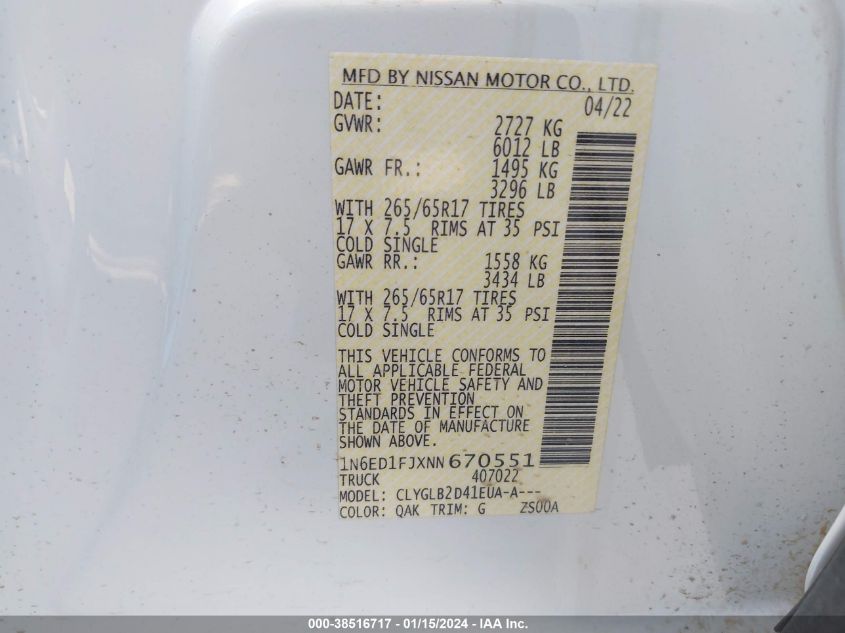 MFD BY NISSAN MOTOR CO., LTD.
DATE: 04/22
GVWR: 2727 KG
6012 LB
GAWR FR.: 1495 KG
3296 LB
WITH 265/65R17 TIRES
17 X 7.5 RIMS AT 35 PSI
COLD SINGLE
GAWR RR.: 1558 KG
3434 LB
WITH 265/65R17 TIRES
17 X 7.5 RIMS AT 35 PSI
COLD SINGLE
THIS VEHICLE CONFORMS TO
ALL APPLICABLE FEDERAL
MOTOR VEHICLE SAFETY AND
THEFT PREVENTION
STANDARDS IN EFFECT ON
THE DATE OF MANUFACTURE
SHOWN ABOVE.
1N6ED1FJXNN670551
TRUCK 407022
MODEL: CLYGLB2D41EUA-A---
COLOR: QAK TRIM: G ZS00A
000-38516717 - 01/15/2024 - IAA Inc.